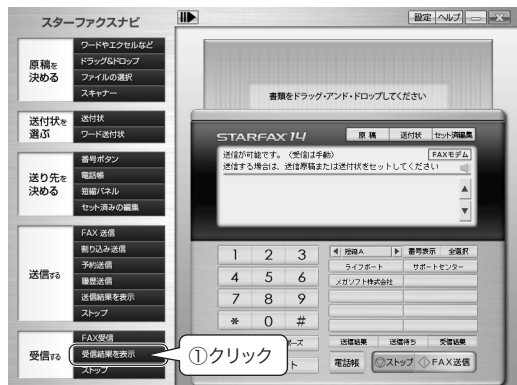 スターファクスナビ
設定 ヘルプ
原稿を決める
ワードやエクセルなど
ドラッグ&ドロップ
ファイルの選択
スキャナー
送付状を選ぶ
送付状
ワード送付状
送り先を決める
番号ボタン
電話帳
短縮パネル
セット済みの編集
送信する
FAX 送信
割り込み送信
予約送信
履歴送信
送信結果を表示
ストップ
受信する
FAX受信
受信結果を表示
ストップ
①クリック
書類をドラッグ・アンド・ドロップしてください
STARFAX 14
原 稿 送付状 セット済編集
送信が可能です。（受信は手動）
FAXモデム
送信する場合は、送信原稿または送付状をセットしてください
1 2 3
4 5 6
7 8 9
* 0 #
ーズ
ト
短縮A 番号表示 全選択
ライフボート サポートセンター
メガソフト株式会社
送信結果 送信待ち 受信結果
電話帳 ストップ FAX送信